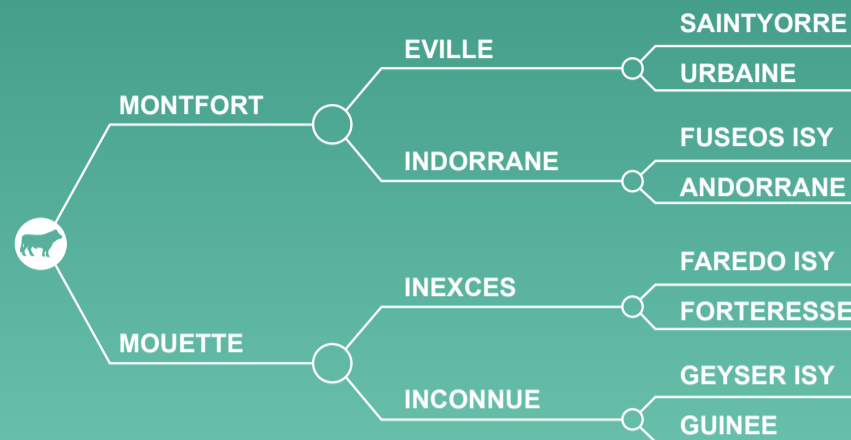 SAINTYORRE
EVILLE
URBAINE
MONTFORT
FUSEOS ISY
INDORRANE
ANDORRANE
FAREDO ISY
INEXCES
FORTERESSE
MOUETTE
GEYSER ISY
INCONNUE
GUINEE